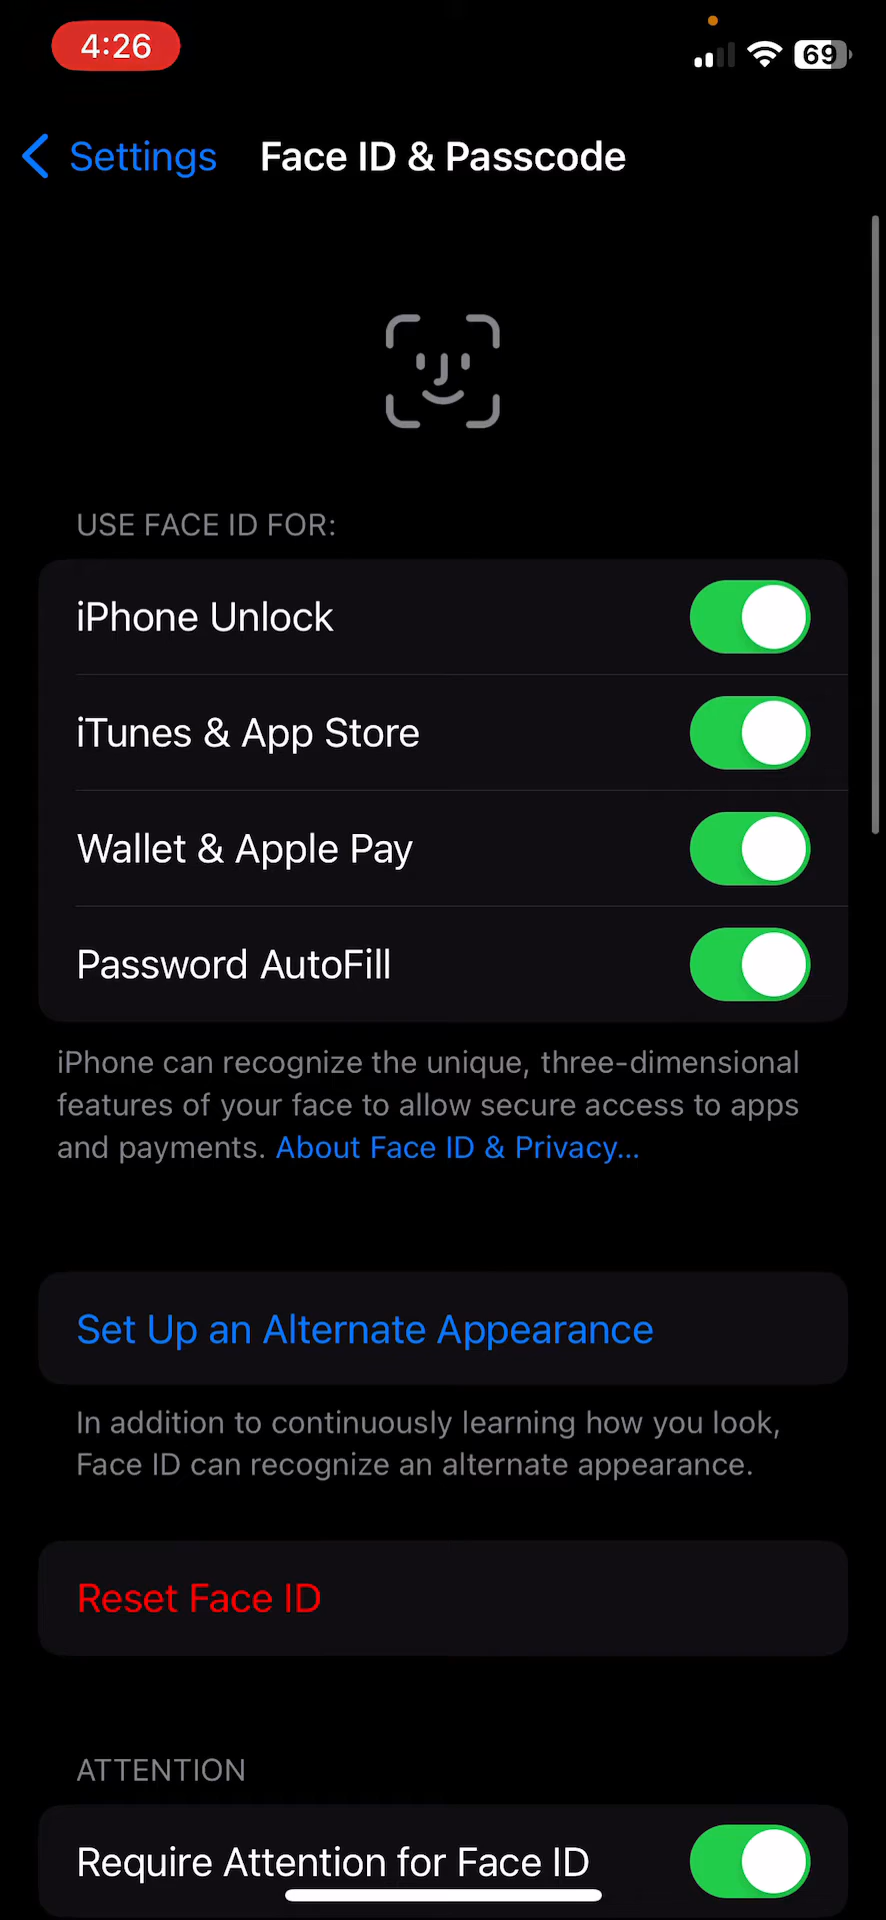 4:26
69
Settings
Face ID & Passcode
USE FACE ID FOR:
iPhone Unlock
iTunes & App Store
Wallet & Apple Pay
Password AutoFill
iPhone can recognize the unique, three-dimensional
features of your face to allow secure access to apps
and payments. About Face ID & Privacy...
Set Up an Alternate Appearance
In addition to continuously learning how you look,
Face ID can recognize an alternate appearance.
Reset Face ID
ATTENTION
Require Attention for Face ID